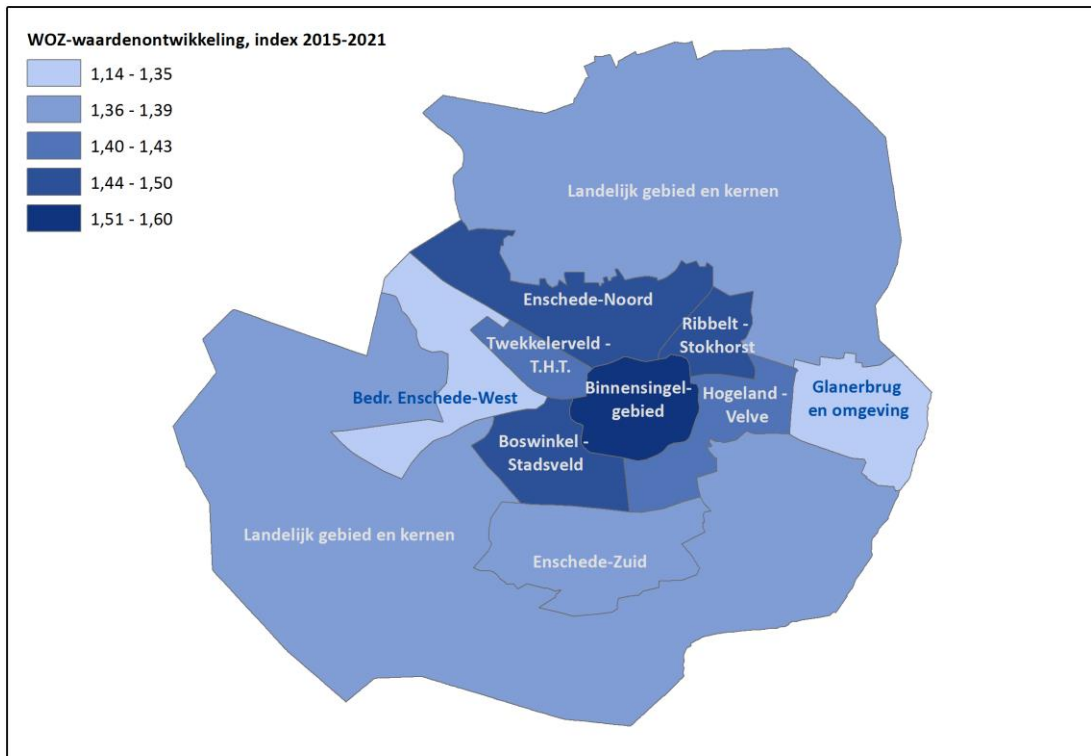 WOZ-waardenontwikkeling, index 2015-2021
1,14 - 1,35
1,36 - 1,39
1,40 - 1,43
1,44 - 1,50
1,51 - 1,60
Landelijk gebied en kernen
Enschede-Noord
Ribbelt -
Stokhorst
Twekkelerveld -
T.H.T.
Binnensingel-
gebied
Hogeland -
Velve
Glanerbrug
en omgeving
Bedr. Enschede-West
Boswinkel -
Stadsveld
Landelijk gebied en kernen
Enschede-Zuid